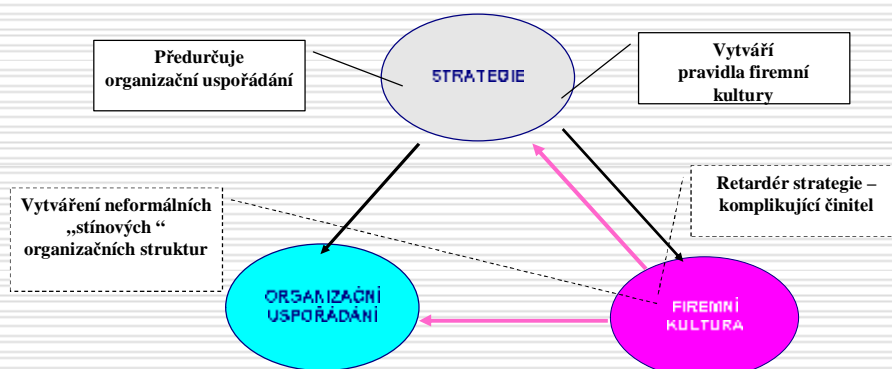 Předurčuje
organizační uspořádání
STRATEGIE
Vytváří
pravidla firemní
kultury
Vytváření neformálních
„stínových “
organizačních struktur
Retardér strategie –
komplikující činitel
ORGANIZAČNÍ
USPOŘÁDÁNÍ
FIREMNÍ
KULTURA